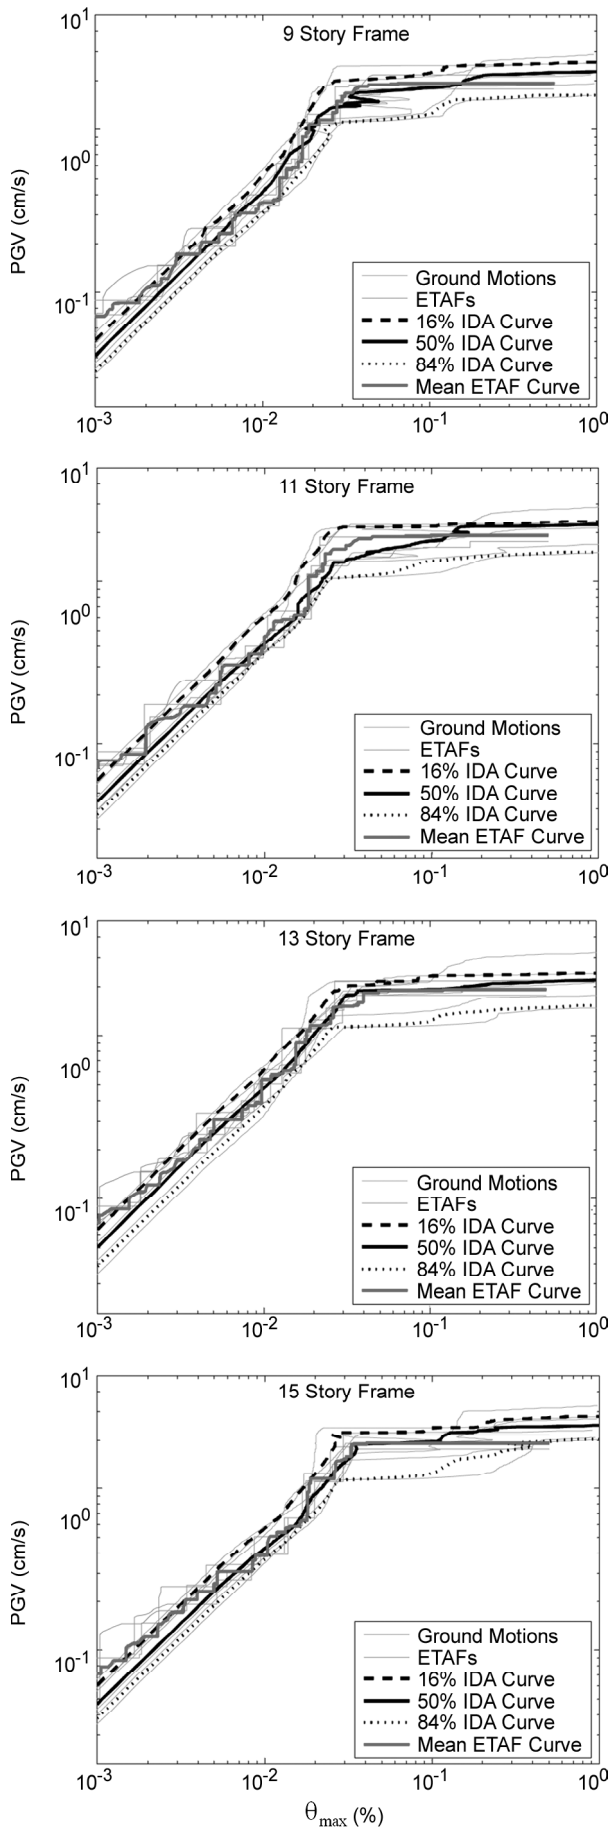 9 Story Frame
10^1
10^0
10^-1
PGV (cm/s)
Ground Motions
ETAFs
16% IDA Curve
50% IDA Curve
84% IDA Curve
Mean ETAF Curve
10^-3 10^-2 10^-1 10^0
11 Story Frame
10^1
10^0
10^-1
PGV (cm/s)
Ground Motions
ETAFs
16% IDA Curve
50% IDA Curve
84% IDA Curve
Mean ETAF Curve
10^-3 10^-2 10^-1 10^0
13 Story Frame
10^1
10^0
10^-1
PGV (cm/s)
Ground Motions
ETAFs
16% IDA Curve
50% IDA Curve
84% IDA Curve
Mean ETAF Curve
10^-3 10^-2 10^-1 10^0
15 Story Frame
10^1
10^0
10^-1
PGV (cm/s)
Ground Motions
ETAFs
16% IDA Curve
50% IDA Curve
84% IDA Curve
Mean ETAF Curve
10^-3 10^-2 10^-1 10^0
θmax (%)